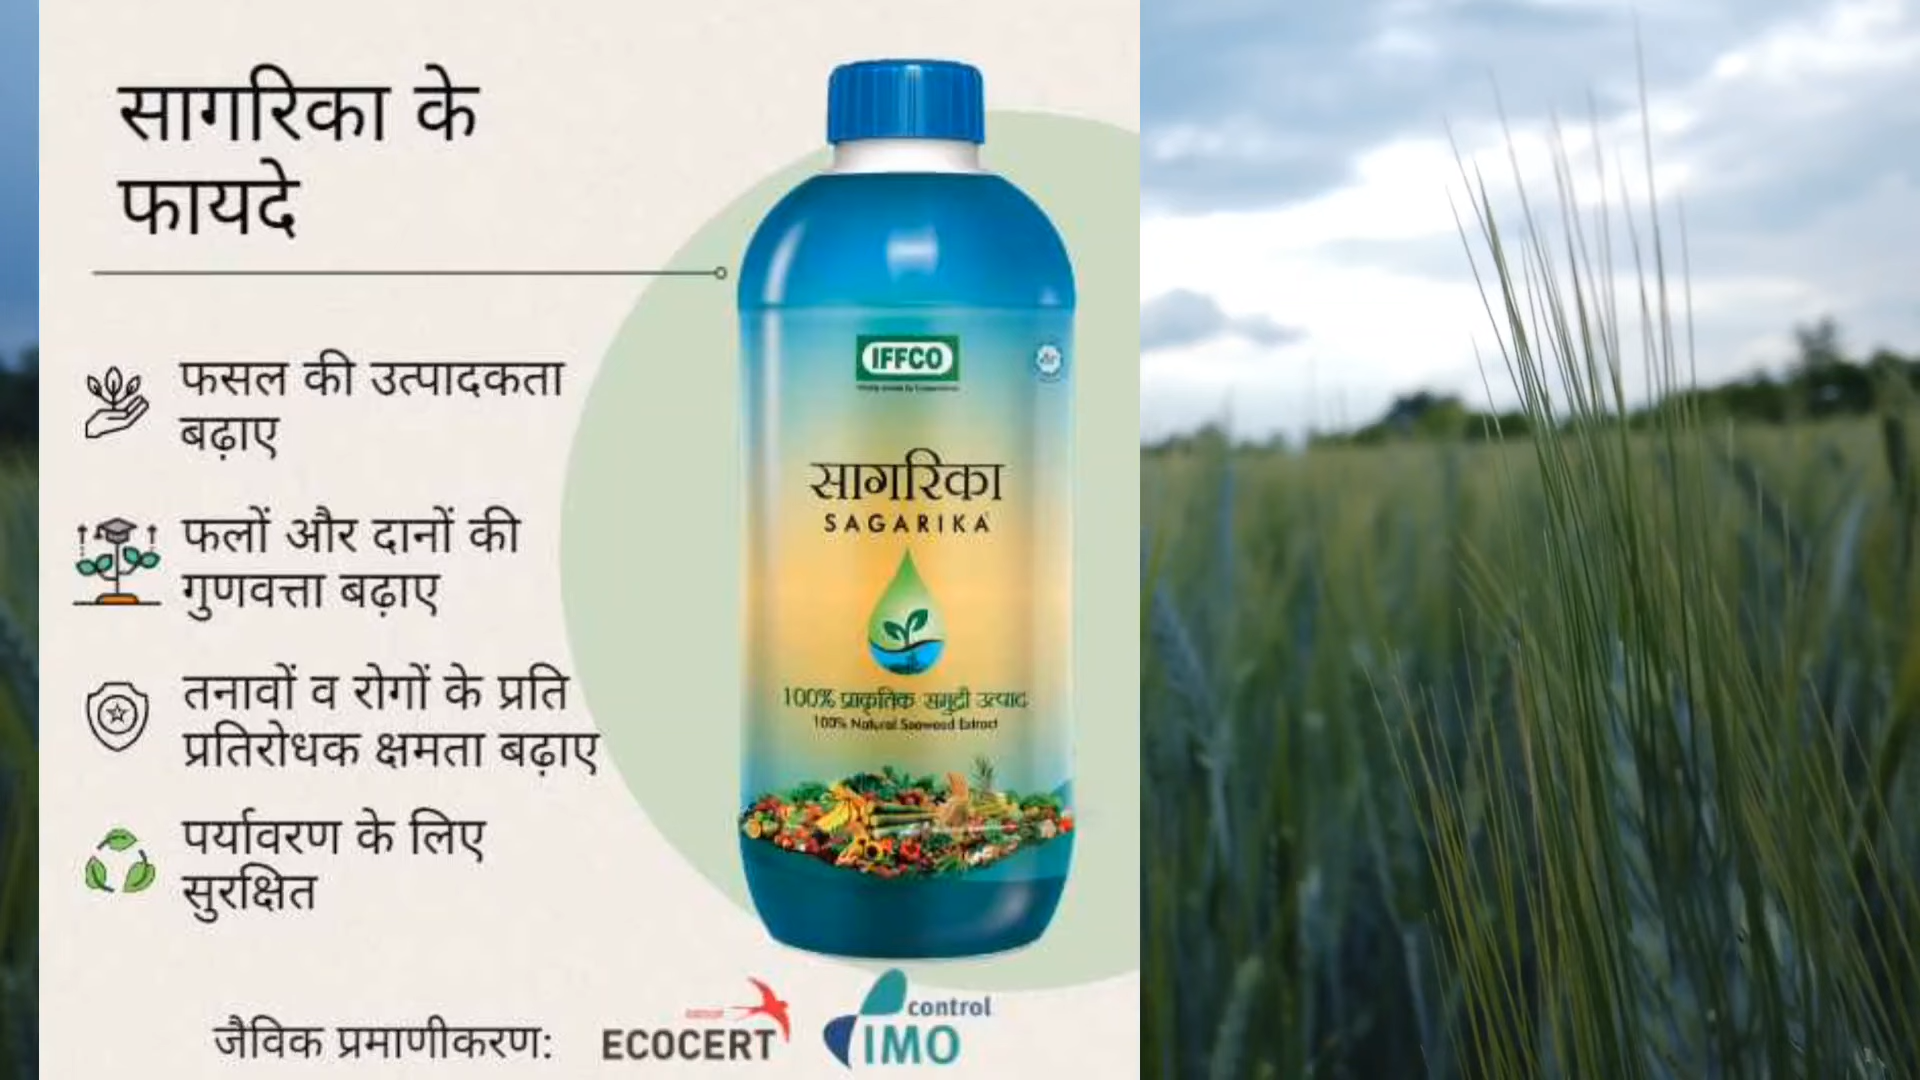 सागरिका के
फायदे
फसल की उत्पादकता
बढ़ाए
फलों और दानों की
गुणवत्ता बढ़ाए
तनावों व रोगों के प्रति
प्रतिरोधक क्षमता बढ़ाए
पर्यावरण के लिए
सुरक्षित
जैविक प्रमाणीकरण:
GROUP
ECOCERT
control
IMO
IFFCO
सागरिका
SAGARIKA
100% प्राकृतिक समुद्री उत्पाद
100% Natural Seaweed Extract